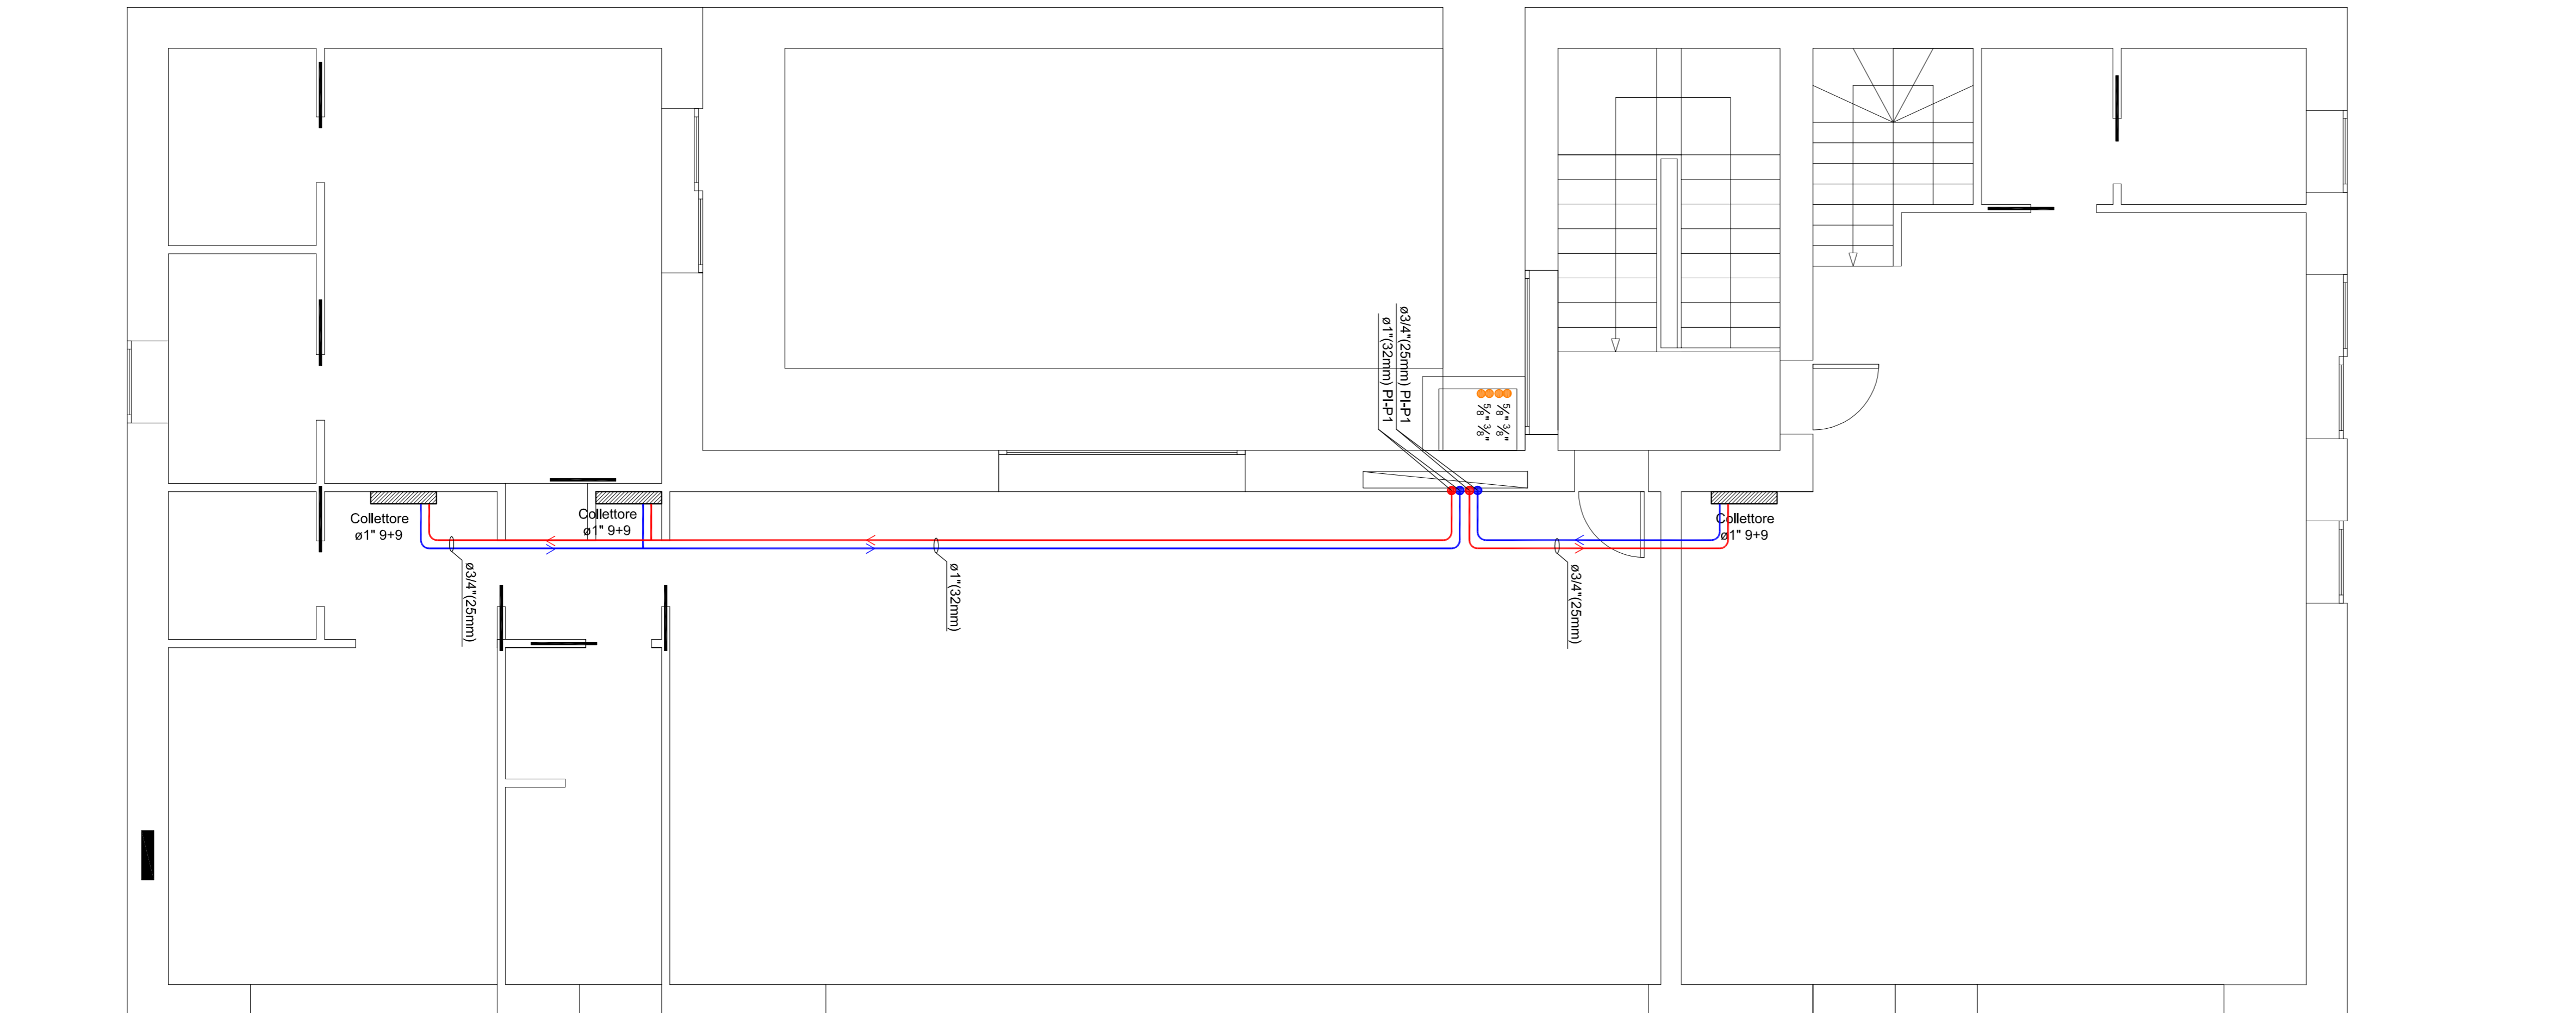 ø3/4"(25mm) PI-P1
ø1"(32mm) PI-P1
5/8" 3/8"
5/8" 3/8"
Collettore
ø1" 9+9
Collettore
ø1" 9+9
Collettore
ø1" 9+9
ø3/4"(25mm)
ø1"(32mm)
ø3/4"(25mm)